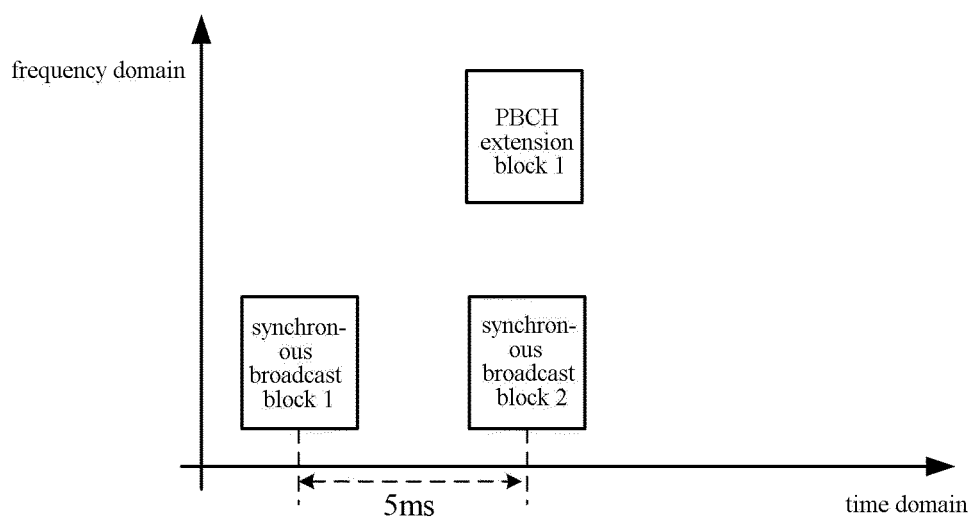 frequency domain
PBCH
extension
block 1
synchron-
ous
broadcast
block 1
synchron-
ous
broadcast
block 2
5ms
time domain